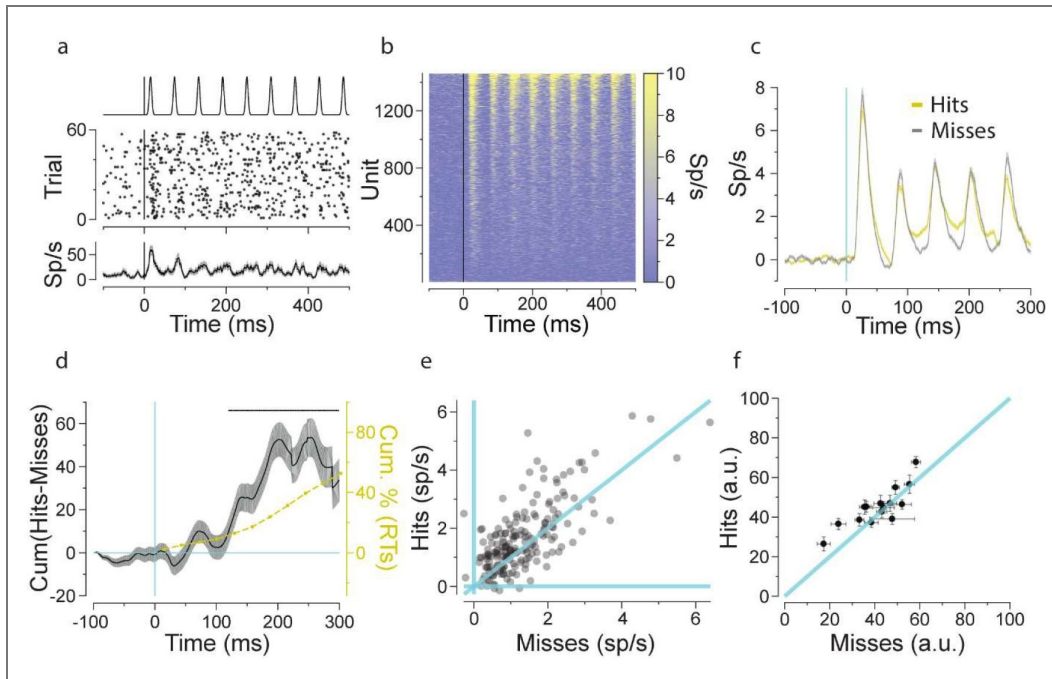 a
Trial
60
0
Sp/s
50
0
0 200 400
Time (ms)
b
Unit
1200
800
400
0 200 400
Time (ms)
10
8
6
4
2
0
Sp/s
c
Sp/s
8
6
4
2
0
Hits
Misses
-100 0 100 200 300
Time (ms)
d
Cum(Hits-Misses)
60
40
20
0
-20
-100 0 100 200 300
Time (ms)
80
40
0
Cum. % (RTs)
e
Hits (sp/s)
6
4
2
0
0 2 4 6
Misses (sp/s)
f
Hits (a.u.)
100
80
60
40
20
0
0 20 40 60 80 100
Misses (a.u.)